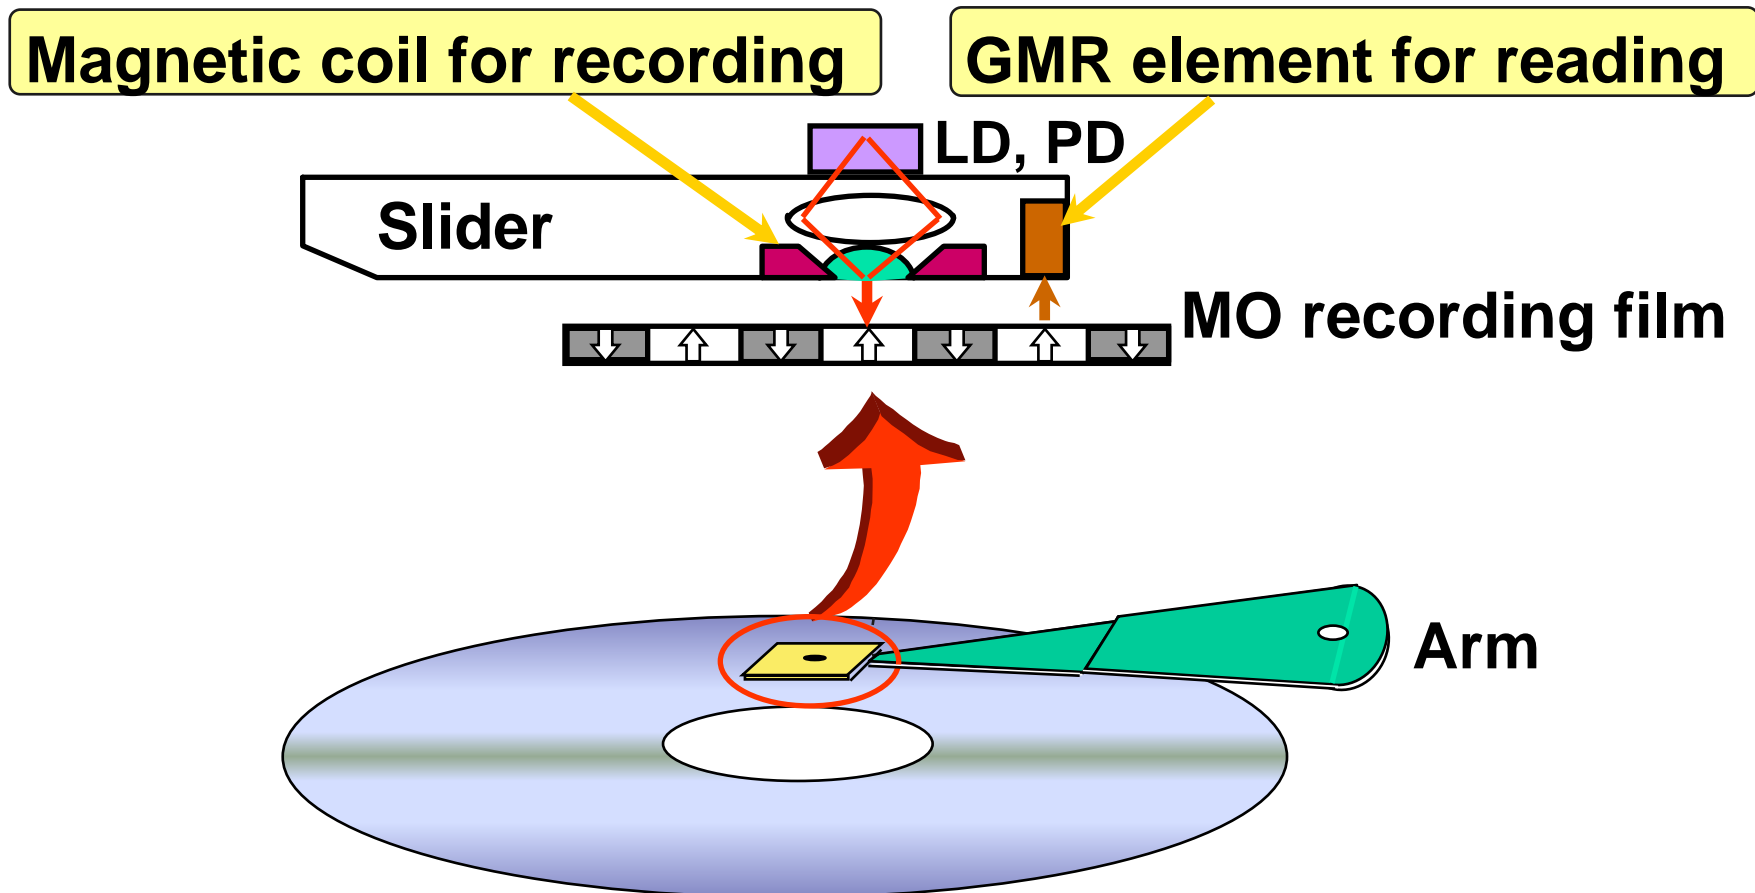 Magnetic coil for recording
GMR element for reading
LD, PD
Slider
MO recording film
Arm